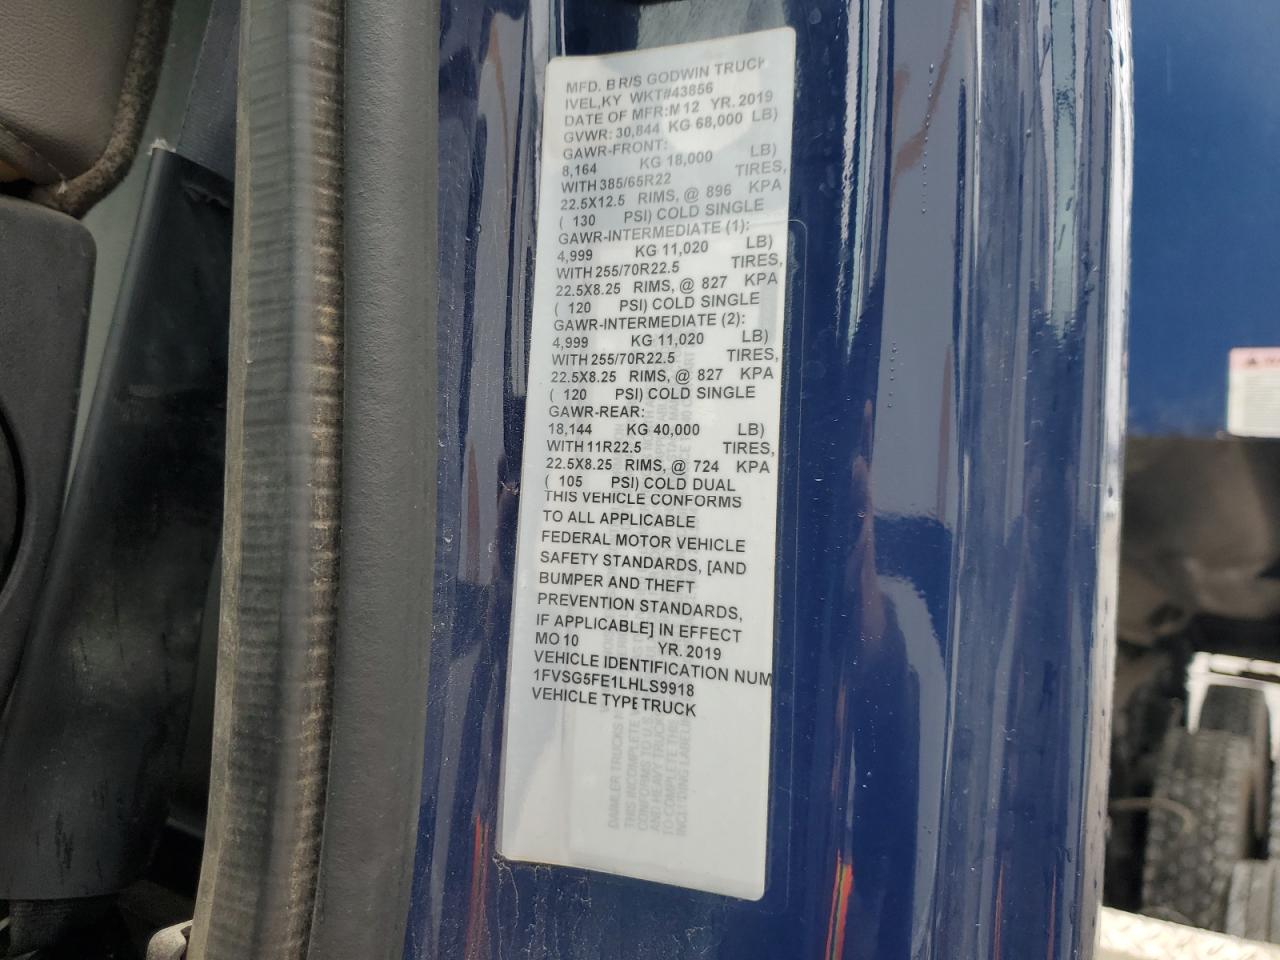 MFD. B R/S GODWIN TRUCK
IVEL,KY WKT#43856
DATE OF MFR:M 12 YR. 2019
GVWR: 30,844 KG 68,000 LB)
GAWR-FRONT:
8,164 KG 18,000 LB)
WITH 385/65R22 TIRES,
22.5X12.5 RIMS, @ 896 KPA
( 130 PSI) COLD SINGLE
GAWR-INTERMEDIATE (1):
4,999 KG 11,020 LB)
WITH 255/70R22.5 TIRES,
22.5X8.25 RIMS, @ 827 KPA
( 120 PSI) COLD SINGLE
GAWR-INTERMEDIATE (2):
4,999 KG 11,020 LB)
WITH 255/70R22.5 TIRES,
22.5X8.25 RIMS, @ 827 KPA
( 120 PSI) COLD SINGLE
GAWR-REAR:
18,144 KG 40,000 LB)
WITH 11R22.5 TIRES,
22.5X8.25 RIMS, @ 724 KPA
( 105 PSI) COLD DUAL
THIS VEHICLE CONFORMS
TO ALL APPLICABLE
FEDERAL MOTOR VEHICLE
SAFETY STANDARDS, [AND
BUMPER AND THEFT
PREVENTION STANDARDS,
IF APPLICABLE] IN EFFECT
MO 10 YR. 2019
VEHICLE IDENTIFICATION NUM
1FVSG5FE1LHLS9918
VEHICLE TYPE TRUCK